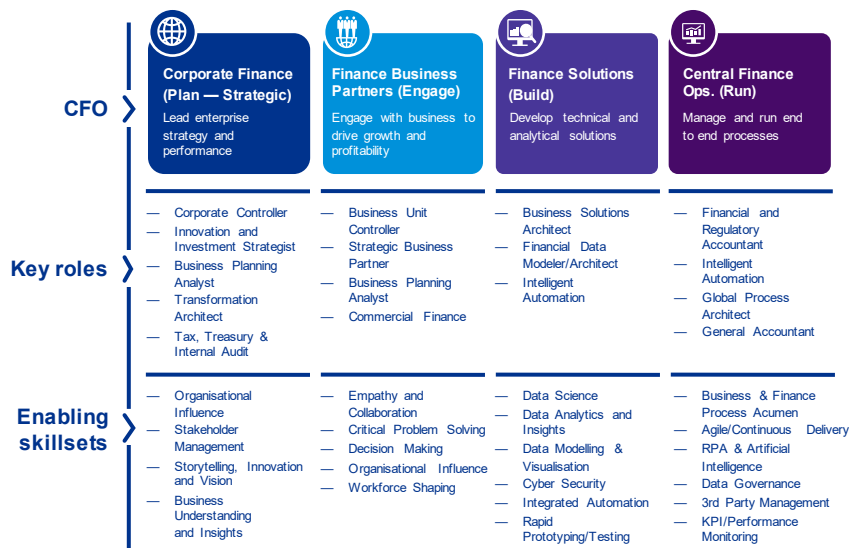 CFO
Corporate Finance
(Plan — Strategic)
Lead enterprise
strategy and
performance
Finance Business
Partners (Engage)
Engage with business to
drive growth and
profitability
Finance Solutions
(Build)
Develop technical and
analytical solutions
Central Finance
Ops. (Run)
Manage and run end
to end processes
Key roles
— Corporate Controller
— Innovation and
Investment Strategist
— Business Planning
Analyst
— Transformation
Architect
— Tax, Treasury &
Internal Audit
— Business Unit
Controller
— Strategic Business
Partner
— Business Planning
Analyst
— Commercial Finance
— Business Solutions
Architect
— Financial Data
Modeler/Architect
— Intelligent
Automation
— Financial and
Regulatory
Accountant
— Intelligent
Automation
— Global Process
Architect
— General Accountant
Enabling
skillsets
— Organisational
Influence
— Stakeholder
Management
— Storytelling, Innovation
and Vision
— Business
Understanding
and Insights
— Empathy and
Collaboration
— Critical Problem Solving
— Decision Making
— Organisational Influence
— Workforce Shaping
— Data Science
— Data Analytics and
Insights
— Data Modelling &
Visualisation
— Cyber Security
— Integrated Automation
— Rapid
Prototyping/Testing
— Business & Finance
Process Acumen
— Agile/Continuous Delivery
— RPA & Artificial
Intelligence
— Data Governance
— 3rd Party Management
— KPI/Performance
Monitoring